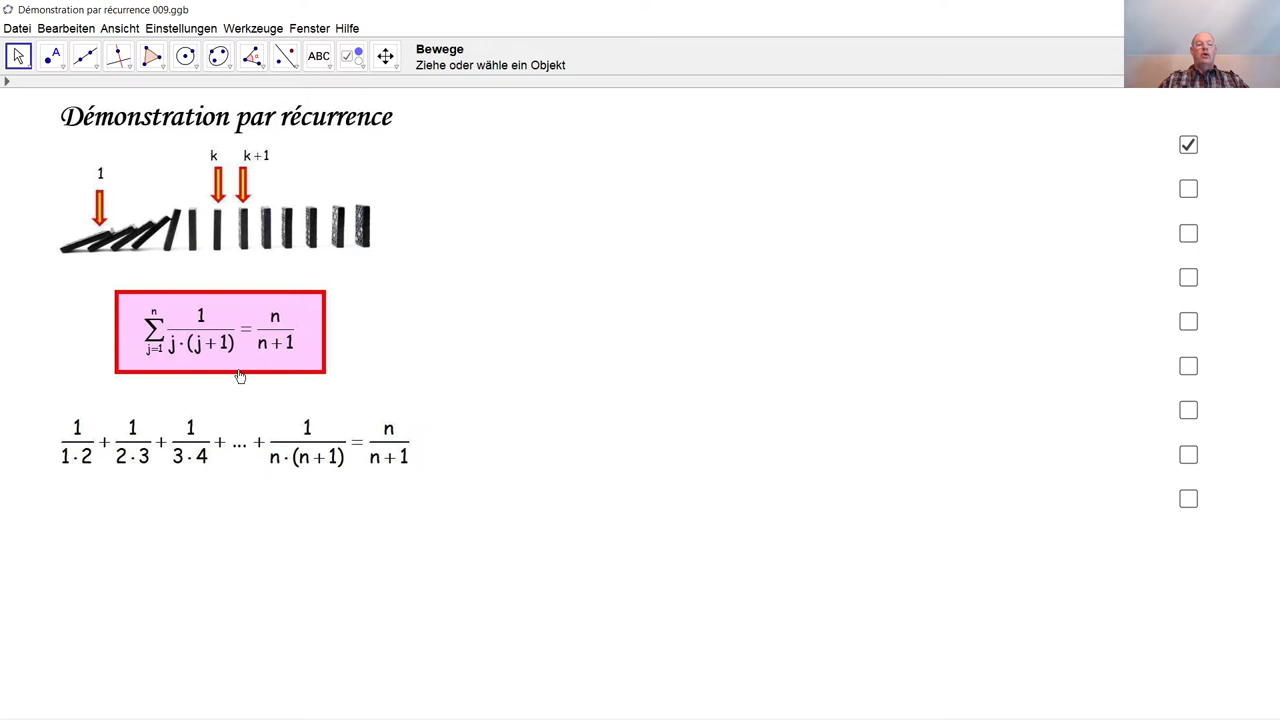 Démonstration par récurrence 009.ggb
Datei Bearbeiten Ansicht Einstellungen Werkzeuge Fenster Hilfe
A ABC Bewege
Ziehe oder wähle ein Objekt
Démonstration par récurrence
k k+1
1
∑_{j=1}^{n} 1/(j·(j+1)) = n/(n+1)
1/(1·2) + 1/(2·3) + 1/(3·4) + ... + 1/(n·(n+1)) = n/(n+1)